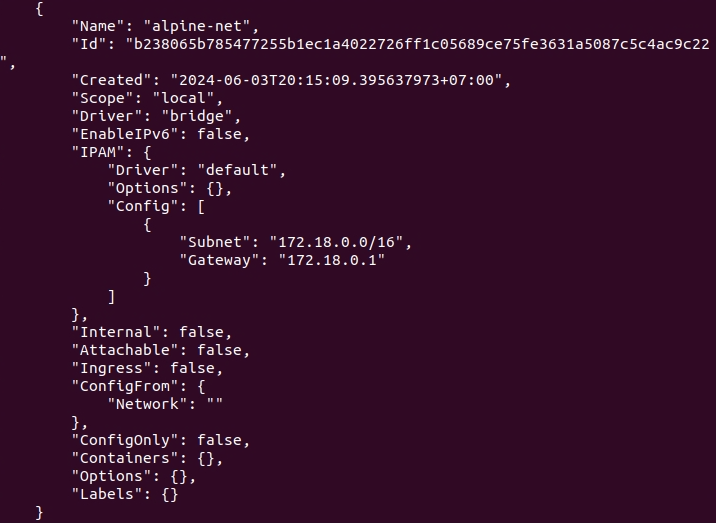 {
"Name": "alpine-net",
"Id": "b238065b785477255b1ec1a4022726ff1c05689ce75fe3631a5087c5c4ac9c22
",
"Created": "2024-06-03T20:15:09.395637973+07:00",
"Scope": "local",
"Driver": "bridge",
"EnableIPv6": false,
"IPAM": {
"Driver": "default",
"Options": {},
"Config": [
{
"Subnet": "172.18.0.0/16",
"Gateway": "172.18.0.1"
}
]
},
"Internal": false,
"Attachable": false,
"Ingress": false,
"ConfigFrom": {
"Network": ""
},
"ConfigOnly": false,
"Containers": {},
"Options": {},
"Labels": {}
}